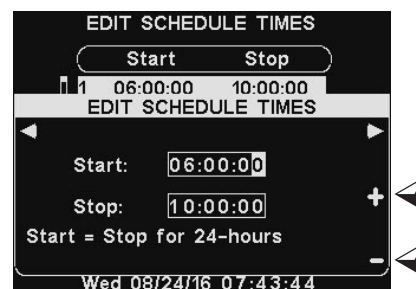 EDIT SCHEDULE TIMES
Start Stop
1 06:00:00 10:00:00
EDIT SCHEDULE TIMES
Start: 06:00:00
Stop: 10:00:00
+
Start = Stop for 24-hours
-
Wed 08/24/16 07:43:44